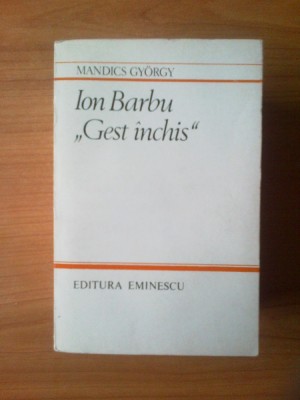 MANDICS GYÖRGY
Ion Barbu
„Gest închis“
EDITURA EMINESCU